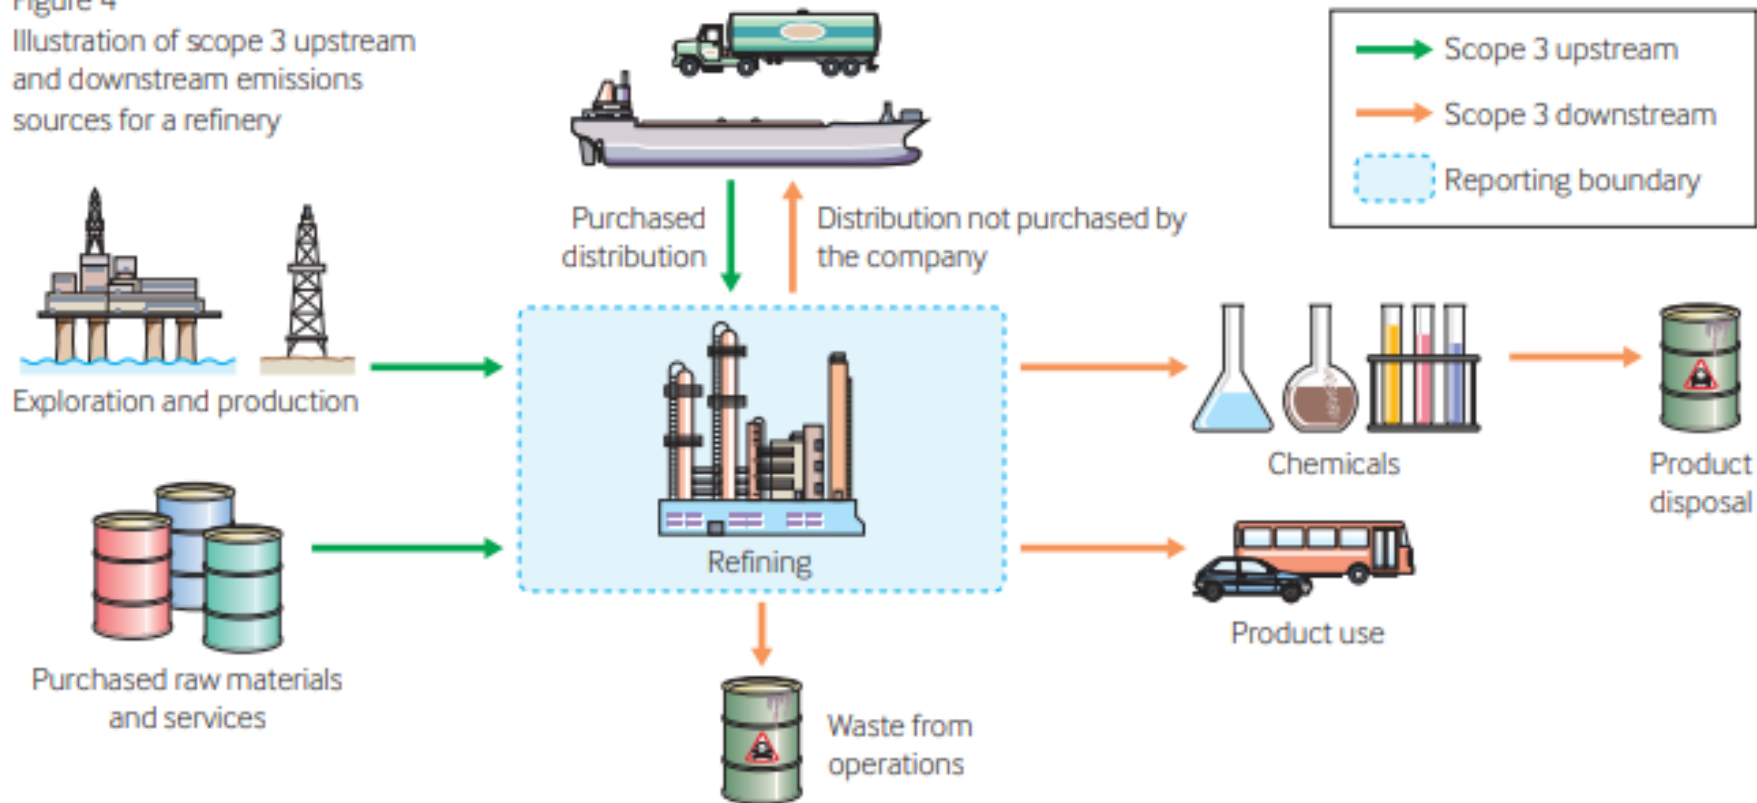 Figure 4
Illustration of scope 3 upstream
and downstream emissions
sources for a refinery
Scope 3 upstream
Scope 3 downstream
Reporting boundary
Purchased
distribution
Distribution not purchased by
the company
Exploration and production
Refining
Chemicals
Product
disposal
Product use
Purchased raw materials
and services
Waste from
operations